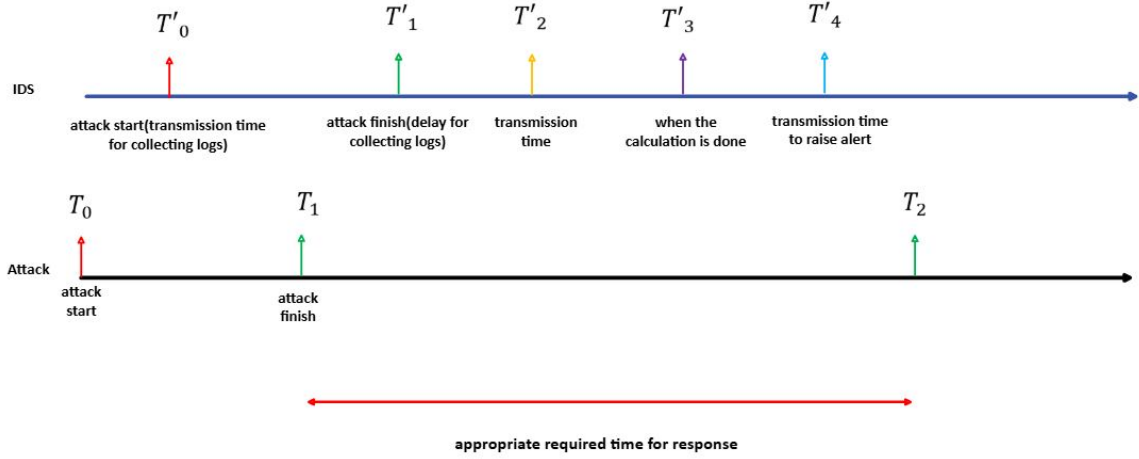 T′₀ T′₁ T′₂ T′₃ T′₄
IDS
attack start(transmission time
for collecting logs)
attack finish(delay for
collecting logs)
transmission
time
when the
calculation is done
transmission time
to raise alert
T₀ T₁ T₂
Attack
attack
start
attack
finish
appropriate required time for response